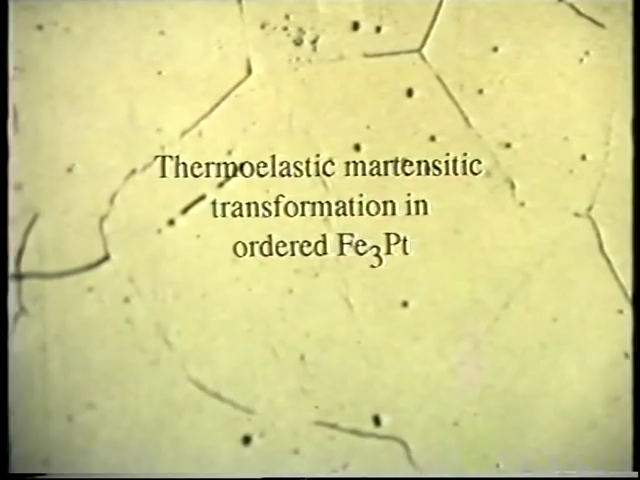 Thermoelastic martensitic
transformation in
ordered Fe₃Pt